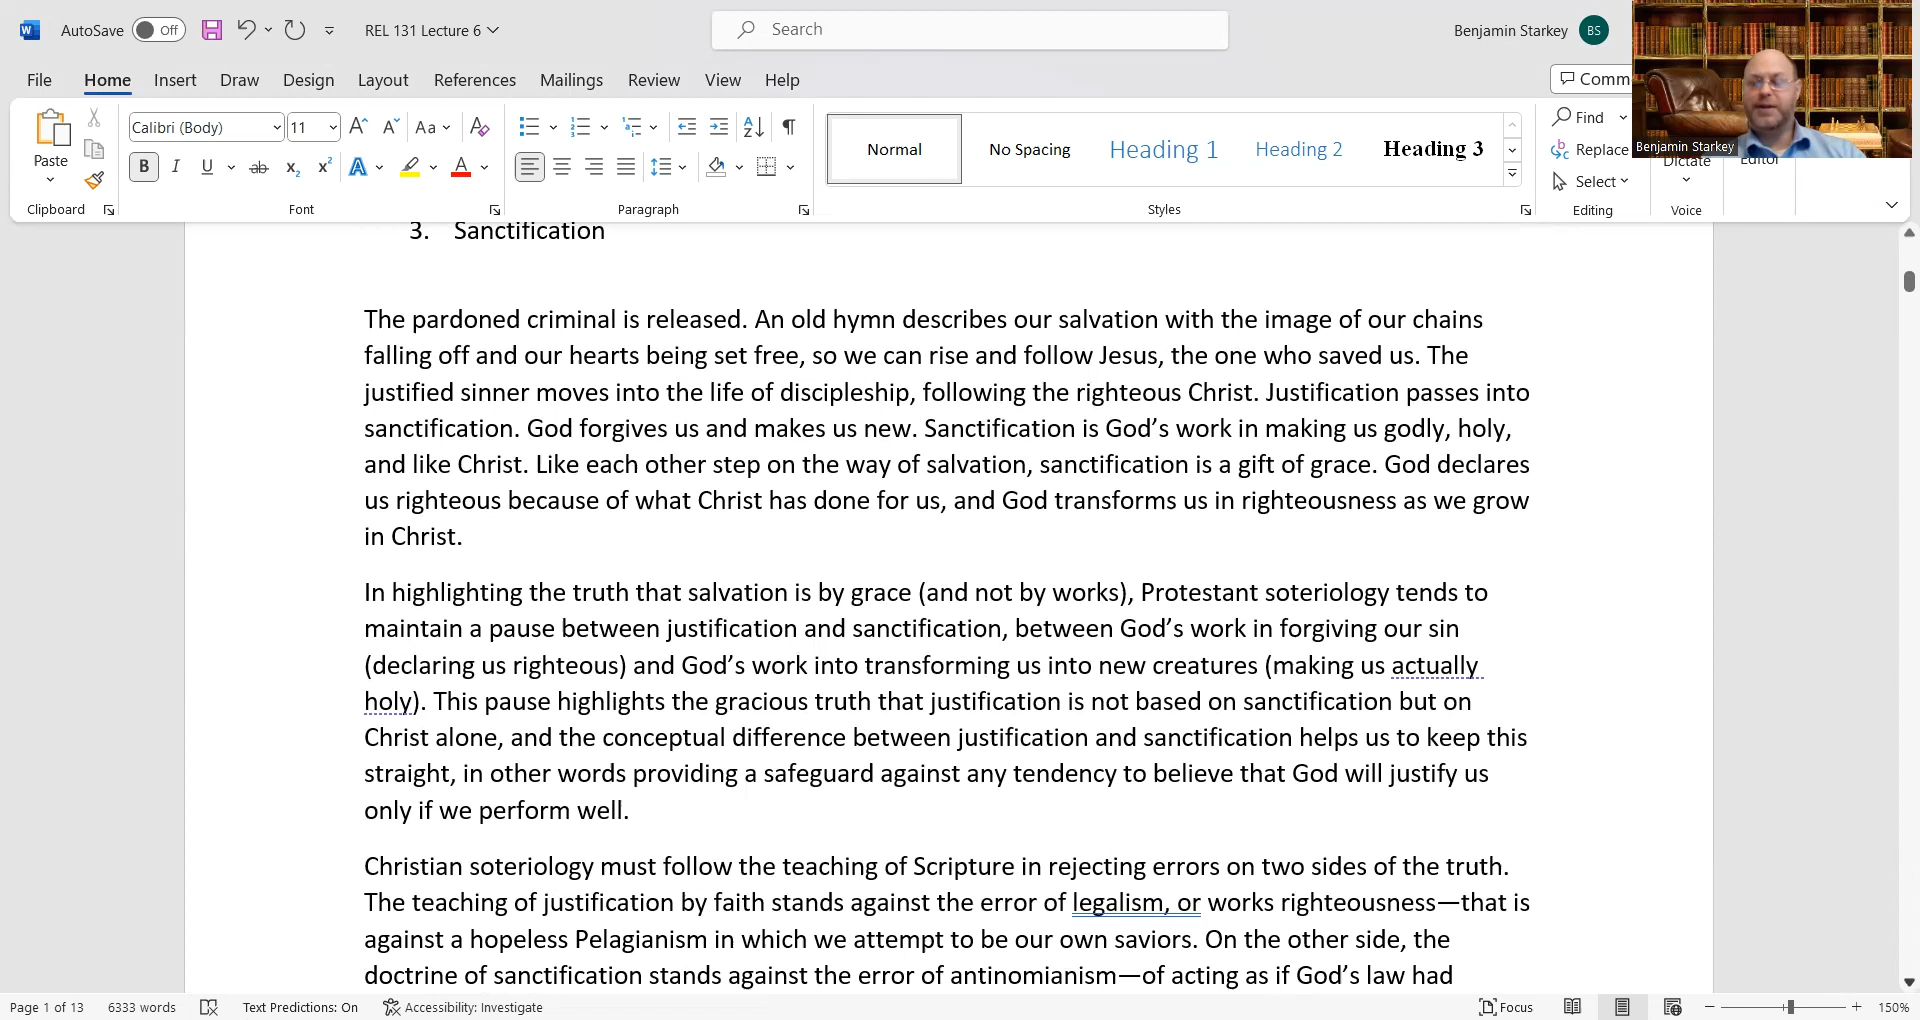 AutoSave Off REL 131 Lecture 6 Search Benjamin Starkey BS
File Home Insert Draw Design Layout References Mailings Review View Help Comm
Calibri (Body) 11 Aa Normal No Spacing Heading 1 Heading 2 Heading 3 Find
Paste B I U ab x2 x2 A A Replace Benjamin Starkey
Select Dictate Editor
Clipboard Font Paragraph Styles Editing Voice
3. Sanctification
The pardoned criminal is released. An old hymn describes our salvation with the image of our chains
falling off and our hearts being set free, so we can rise and follow Jesus, the one who saved us. The
justified sinner moves into the life of discipleship, following the righteous Christ. Justification passes into
sanctification. God forgives us and makes us new. Sanctification is God’s work in making us godly, holy,
and like Christ. Like each other step on the way of salvation, sanctification is a gift of grace. God declares
us righteous because of what Christ has done for us, and God transforms us in righteousness as we grow
in Christ.
In highlighting the truth that salvation is by grace (and not by works), Protestant soteriology tends to
maintain a pause between justification and sanctification, between God’s work in forgiving our sin
(declaring us righteous) and God’s work into transforming us into new creatures (making us actually
holy). This pause highlights the gracious truth that justification is not based on sanctification but on
Christ alone, and the conceptual difference between justification and sanctification helps us to keep this
straight, in other words providing a safeguard against any tendency to believe that God will justify us
only if we perform well.
Christian soteriology must follow the teaching of Scripture in rejecting errors on two sides of the truth.
The teaching of justification by faith stands against the error of legalism, or works righteousness—that is
against a hopeless Pelagianism in which we attempt to be our own saviors. On the other side, the
doctrine of sanctification stands against the error of antinomianism—of acting as if God’s law had
Page 1 of 13 6333 words Text Predictions: On Accessibility: Investigate Focus 150%